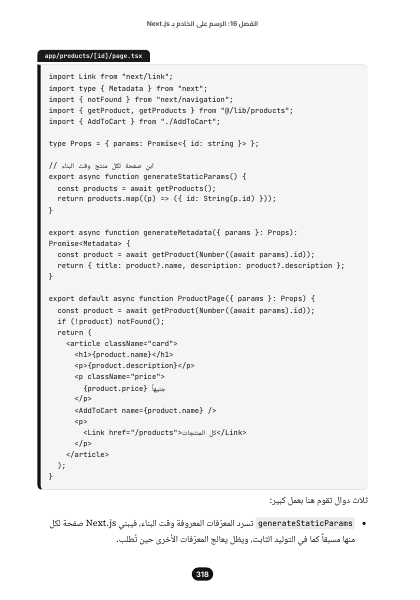 الفصل 16: الرسم على الخادم بـ Next.js
app/products/[id]/page.tsx
import Link from "next/link";
import type { Metadata } from "next";
import { notFound } from "next/navigation";
import { getProduct, getProducts } from "@/lib/products";
import { AddToCart } from "./AddToCart";
type Props = { params: Promise<{ id: string }> };
// ابنِ صفحة لكل منتج وقت البناء
export async function generateStaticParams() {
const products = await getProducts();
return products.map((p) => ({ id: String(p.id) }));
}
export async function generateMetadata({ params }: Props):
Promise<Metadata> {
const product = await getProduct(Number((await params).id));
return { title: product?.name, description: product?.description };
}
export default async function ProductPage({ params }: Props) {
const product = await getProduct(Number((await params).id));
if (!product) notFound();
return (
<article className="card">
<h1>{product.name}</h1>
<p>{product.description}</p>
<p className="price">
{product.price} جنيهاً
</p>
<AddToCart name={product.name} />
<p>
<Link href="/products">كل المنتجات</Link>
</p>
</article>
);
}
ثلاث دوال تقوم هنا بعمل كبير:
• generateStaticParams تسرد المعرّفات المعروفة وقت البناء، فيبني Next.js صفحة لكل
منها مسبقاً كما في التوليد الثابت، ويظل يعالج المعرّفات الأخرى حين تُطلب.
318